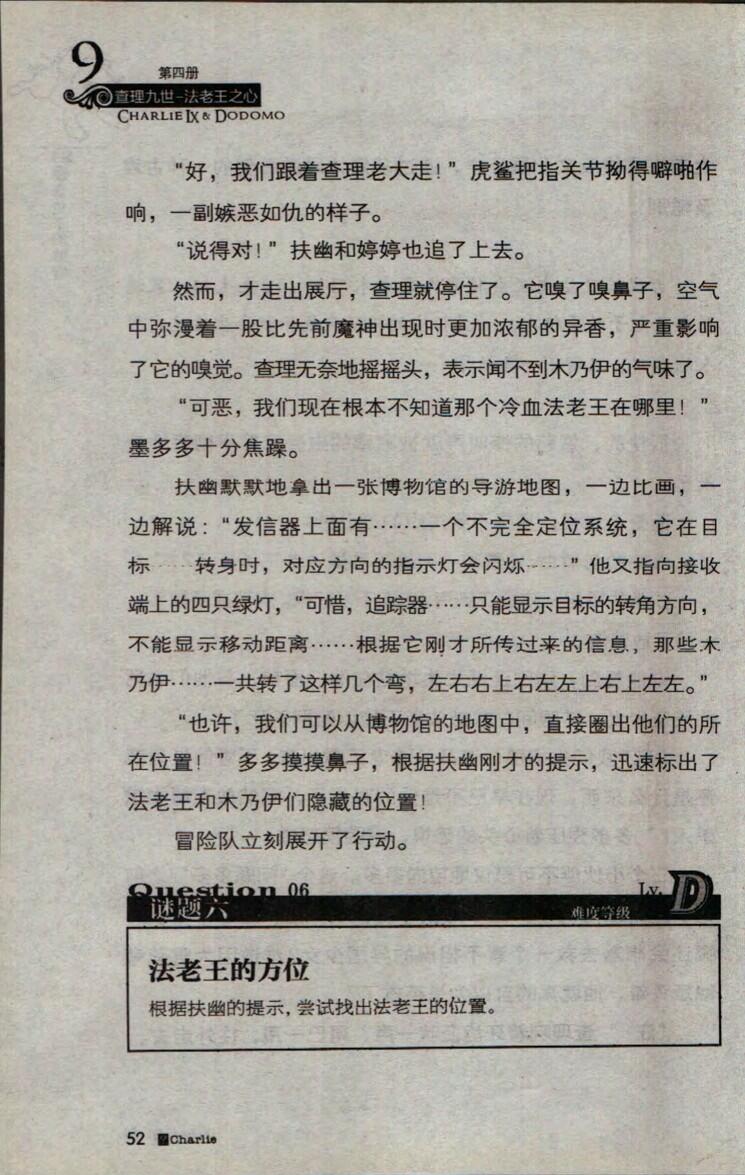 9
第四册
查理九世-法老王之心
CHARLIE IX & DODOMO
“好，我们跟着查理老大走！”虎鲨把指关节拗得噼啪作
响，一副嫉恶如仇的样子。
“说得对！”扶幽和婷婷也追了上去。
然而，才走出展厅，查理就停住了。它嗅了嗅鼻子，空气
中弥漫着一股比先前魔神出现时更加浓郁的异香，严重影响
了它的嗅觉。查理无奈地摇摇头，表示闻不到木乃伊的气味了。
“可恶，我们现在根本不知道那个冷血法老王在哪里！”
墨多多十分焦躁。
扶幽默默地拿出一张博物馆的导游地图，一边比画，一
边解说：“发信器上面有……一个不完全定位系统，它在目
标……转身时，对应方向的指示灯会闪烁……”他又指向接收
端上的四只绿灯，“可惜，追踪器……只能显示目标的转角方向，
不能显示移动距离……根据它刚才所传过来的信息，那些木
乃伊……一共转了这样几个弯，左右右上右左左上右上左左。”
“也许，我们可以从博物馆的地图中，直接圈出他们的所
在位置！”多多摸摸鼻子，根据扶幽刚才的提示，迅速标出了
法老王和木乃伊们隐藏的位置！
冒险队立刻展开了行动。
Question 06
Lv. D
谜题六
难度等级
法老王的方位
根据扶幽的提示，尝试找出法老王的位置。
52 Charlie